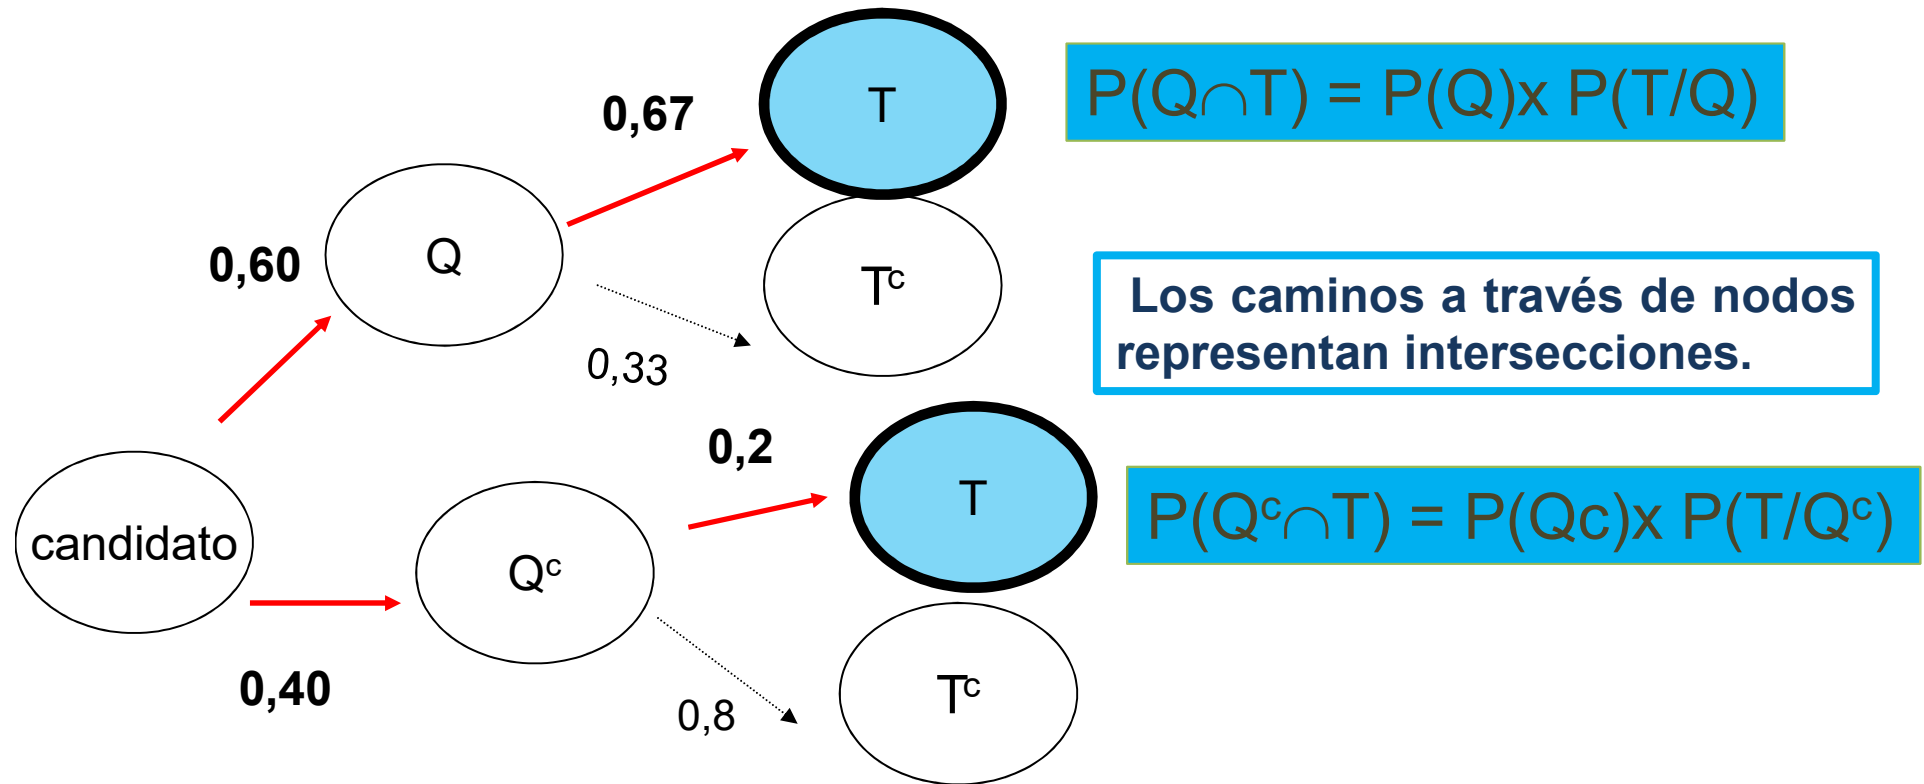 T
0,67
P(Q∩T) = P(Q)x P(T/Q)
0,60
Q
Tᶜ
0,33
Los caminos a través de nodos
representan intersecciones.
candidato
0,40
Qᶜ
0,2
T
P(Qᶜ∩T) = P(Qc)x P(T/Qᶜ)
0,8
Tᶜ